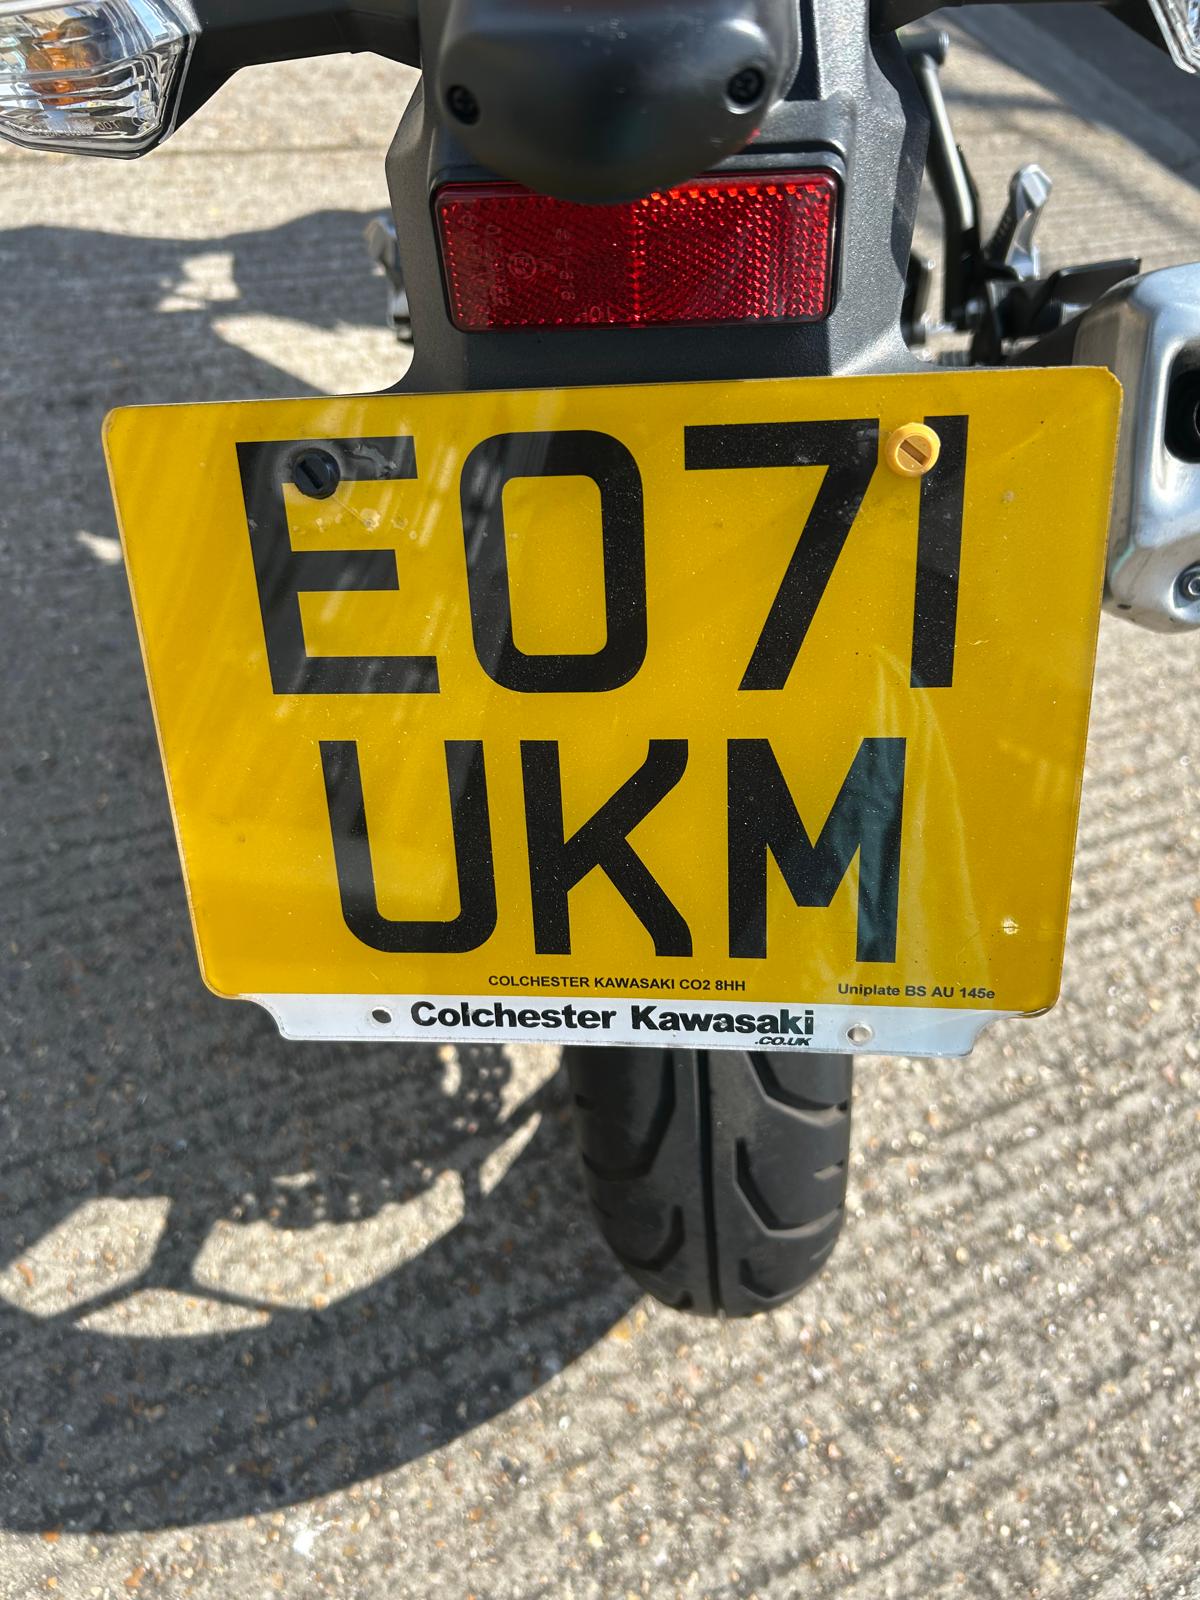 EO71
UKM
COLCHESTER KAWASAKI CO2 8HH
Uniplate BS AU 145e
Colchester Kawasaki
.CO.UK